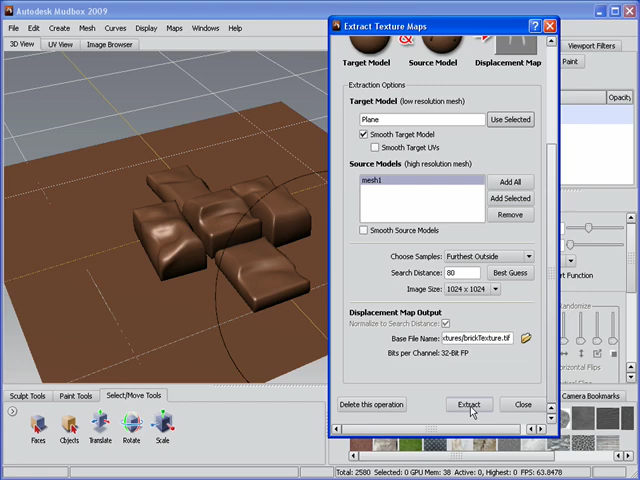 Autodesk Mudbox 2009
File Edit Create Mesh Curves Display Maps Windows Help
3D View UV View Image Browser
Extract Texture Maps
Viewport Filters
Paint
Opacity
Target Model Source Model Displacement Map
Extraction Options
Target Model (low resolution mesh)
Plane
Use Selected
Smooth Target Model
Smooth Target UVs
Source Models (high resolution mesh)
mesh1
Add All
Add Selected
Remove
Smooth Source Models
Choose Samples: Furthest Outside
Search Distance: 80 Best Guess
Image Size: 1024 x 1024
Displacement Map Output
Normalize to Search Distance:
Base File Name: xtures/brickTexture.tif
Bits per Channel: 32-Bit FP
Delete this operation Extract Close
rt Function
andomize
ket Fields
Camera Bookmarks
Sculpt Tools Paint Tools Select/Move Tools
Faces Objects Translate Rotate Scale
Total: 2580 Selected: 0 GPU Mem: 38 Active: 0, Highest: 0 FPS: 63.8478